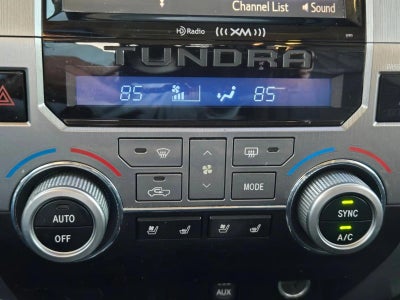 Channel List Sound
HD Radio ((( XM )))
TUNDRA
85 85
MODE
AUTO
OFF
SYNC
A/C
AUX